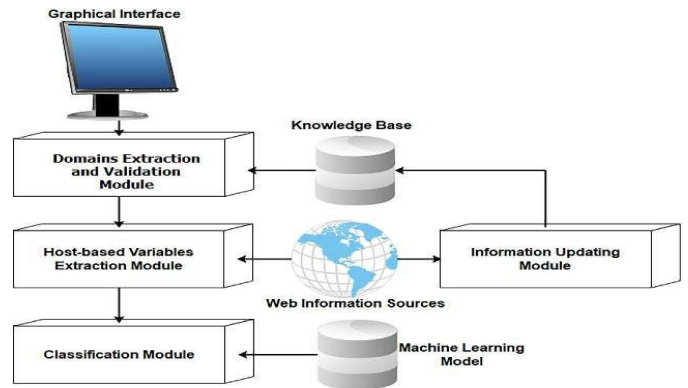 Graphical Interface
Knowledge Base
Domains Extraction
and Validation
Module
Host-based Variables
Extraction Module
Information Updating
Module
Web Information Sources
Classification Module
Machine Learning
Model